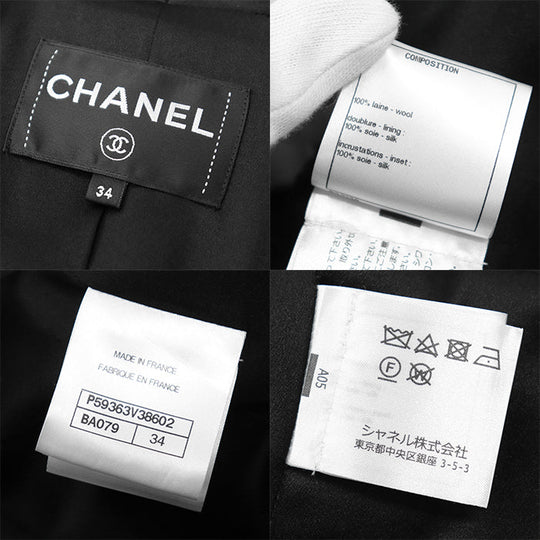 CHANEL
34
COMPOSITION
100% laine - wool
doublure - lining :
100% soie - silk
incrustations - inset :
100% soie - silk
MADE IN FRANCE
FABRIQUE EN FRANCE
P59363V38602
BA079 34
A05
F
シャネル株式会社
東京都中央区銀座 3-5-3